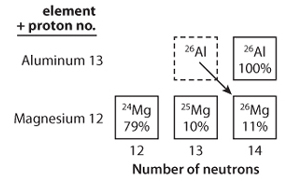 element
+ proton no.
Aluminum 13
²⁶Al
²⁶Al
100%
Magnesium 12
²⁴Mg
79%
²⁵Mg
10%
²⁶Mg
11%
12
13
14
Number of neutrons